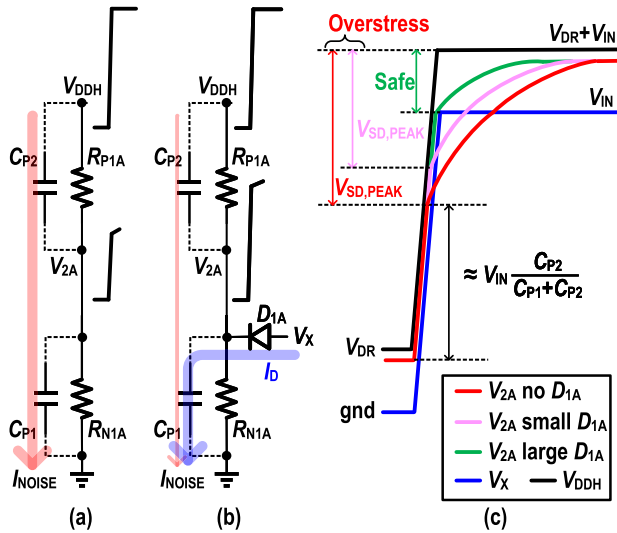 V_DDH
C_P2
R_P1A
V_2A
C_P1
R_N1A
I_NOISE
(a)
V_DDH
C_P2
R_P1A
V_2A
D_1A
V_X
I_D
C_P1
R_N1A
I_NOISE
(b)
Overstress
V_DR+V_IN
Safe
V_IN
V_SD,PEAK
V_SD,PEAK
≈ V_IN C_P2 / C_P1+C_P2
V_DR
gnd
V_2A no D_1A
V_2A small D_1A
V_2A large D_1A
V_X V_DDH
(c)